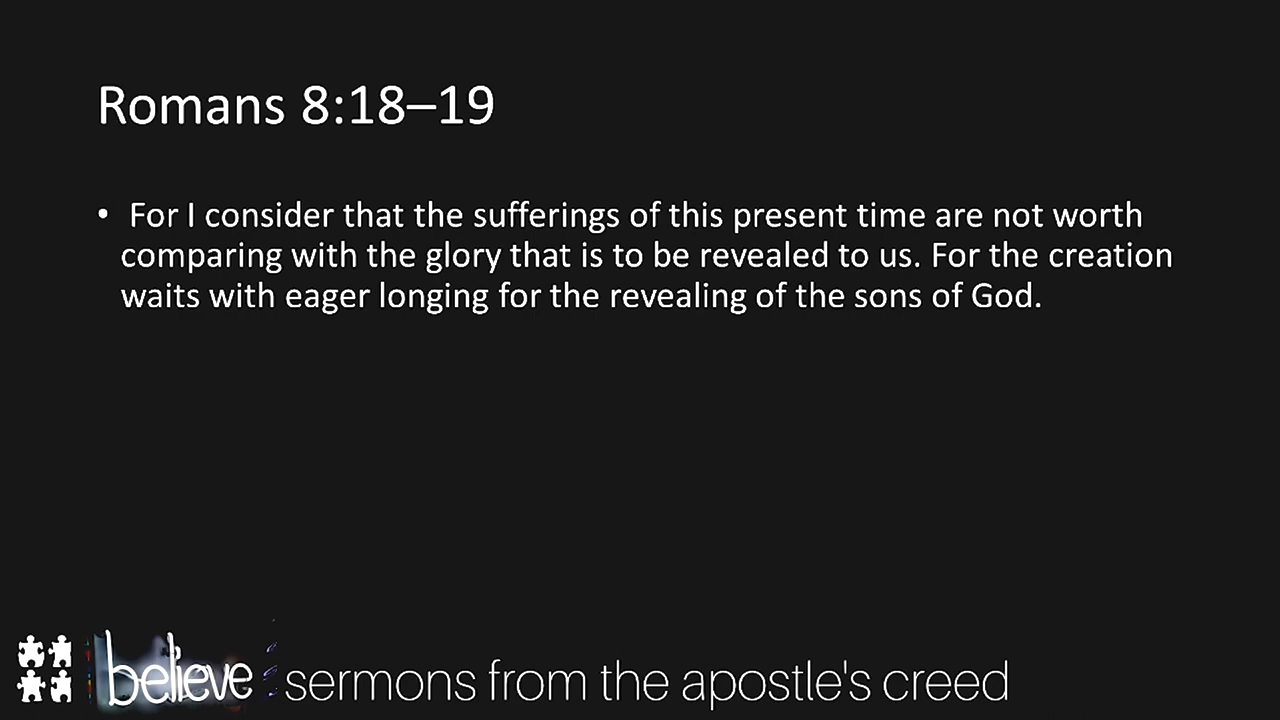 Romans 8:18–19
• For I consider that the sufferings of this present time are not worth
comparing with the glory that is to be revealed to us. For the creation
waits with eager longing for the revealing of the sons of God.
believe sermons from the apostle's creed